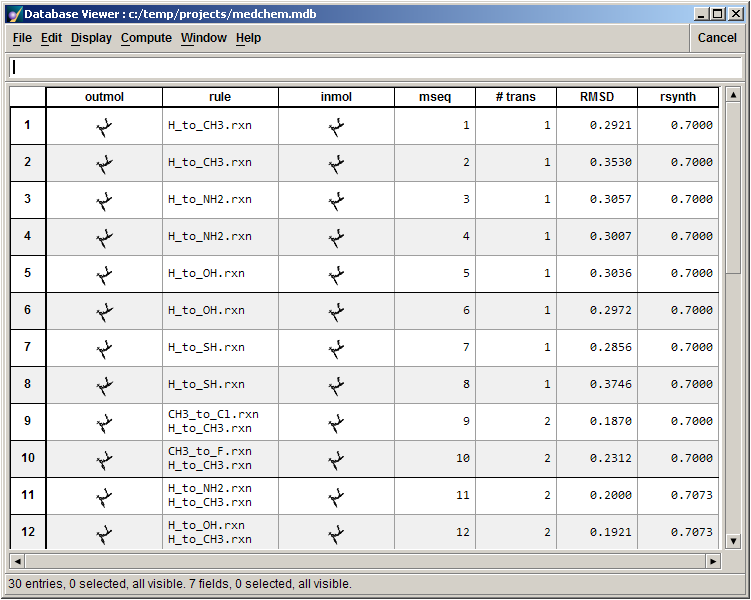 Database Viewer : c:/temp/projects/medchem.mdb
File Edit Display Compute Window Help Cancel
outmol rule inmol mseq # trans RMSD rsynth
1 H_to_CH3.rxn 1 1 0.2921 0.7000
2 H_to_CH3.rxn 2 1 0.3530 0.7000
3 H_to_NH2.rxn 3 1 0.3057 0.7000
4 H_to_NH2.rxn 4 1 0.3007 0.7000
5 H_to_OH.rxn 5 1 0.3036 0.7000
6 H_to_OH.rxn 6 1 0.2972 0.7000
7 H_to_SH.rxn 7 1 0.2856 0.7000
8 H_to_SH.rxn 8 1 0.3746 0.7000
CH3_to_Cl.rxn
9 H_to_CH3.rxn 9 2 0.1870 0.7000
CH3_to_F.rxn
10 H_to_CH3.rxn 10 2 0.2312 0.7000
H_to_NH2.rxn
11 H_to_CH3.rxn 11 2 0.2000 0.7073
H_to_OH.rxn
12 H_to_CH3.rxn 12 2 0.1921 0.7073
30 entries, 0 selected, all visible. 7 fields, 0 selected, all visible.